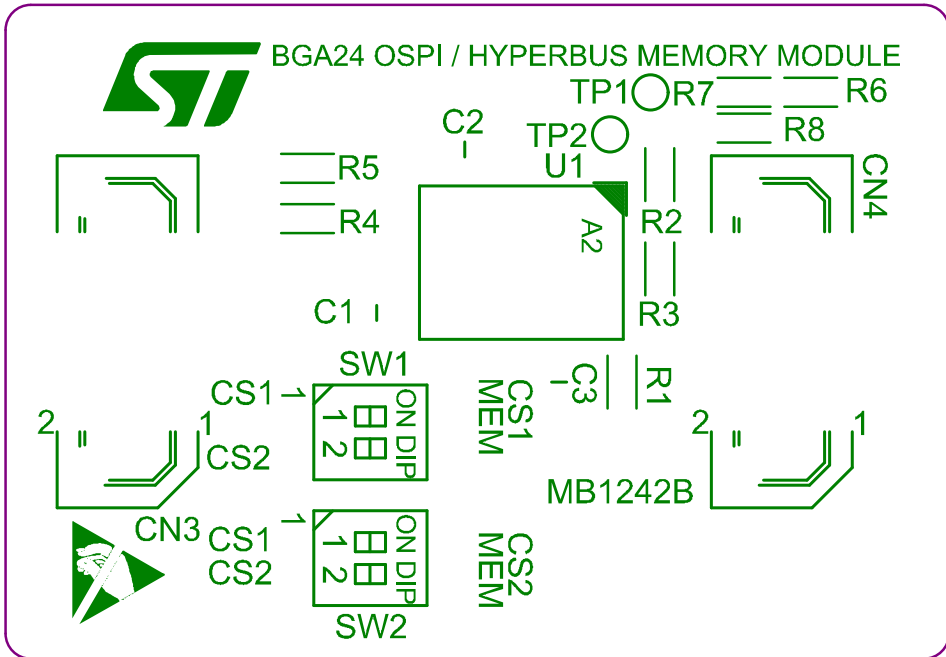 ST
BGA24 OSPI / HYPERBUS MEMORY MODULE
TP1 R7 R6
C2 TP2 R8
U1
R5 CN4
R4 A2 R2
C1 R3
SW1
CS1 1 ON DIP 1 2 CS1 MEM C3 R1
2 1 2 1
CS2
MB1242B
CN3
CS1 1 ON DIP 1 2 CS2 MEM
CS2
SW2